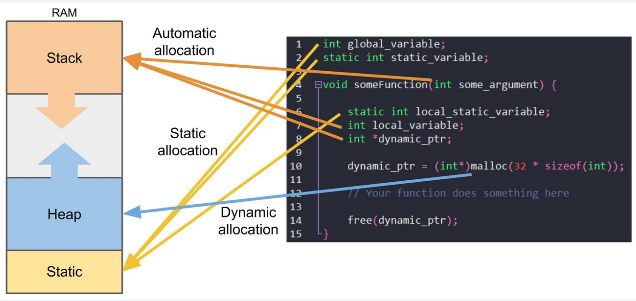 RAM
Stack
Heap
Static
Automatic
allocation
Static
allocation
Dynamic
allocation
1 int global_variable;
2 static int static_variable;
3
4 void someFunction(int some_argument) {
5
6 static int local_static_variable;
7 int local_variable;
8 int *dynamic_ptr;
9
10 dynamic_ptr = (int*)malloc(32 * sizeof(int));
11
12 // Your function does something here
13
14 free(dynamic_ptr);
15 }